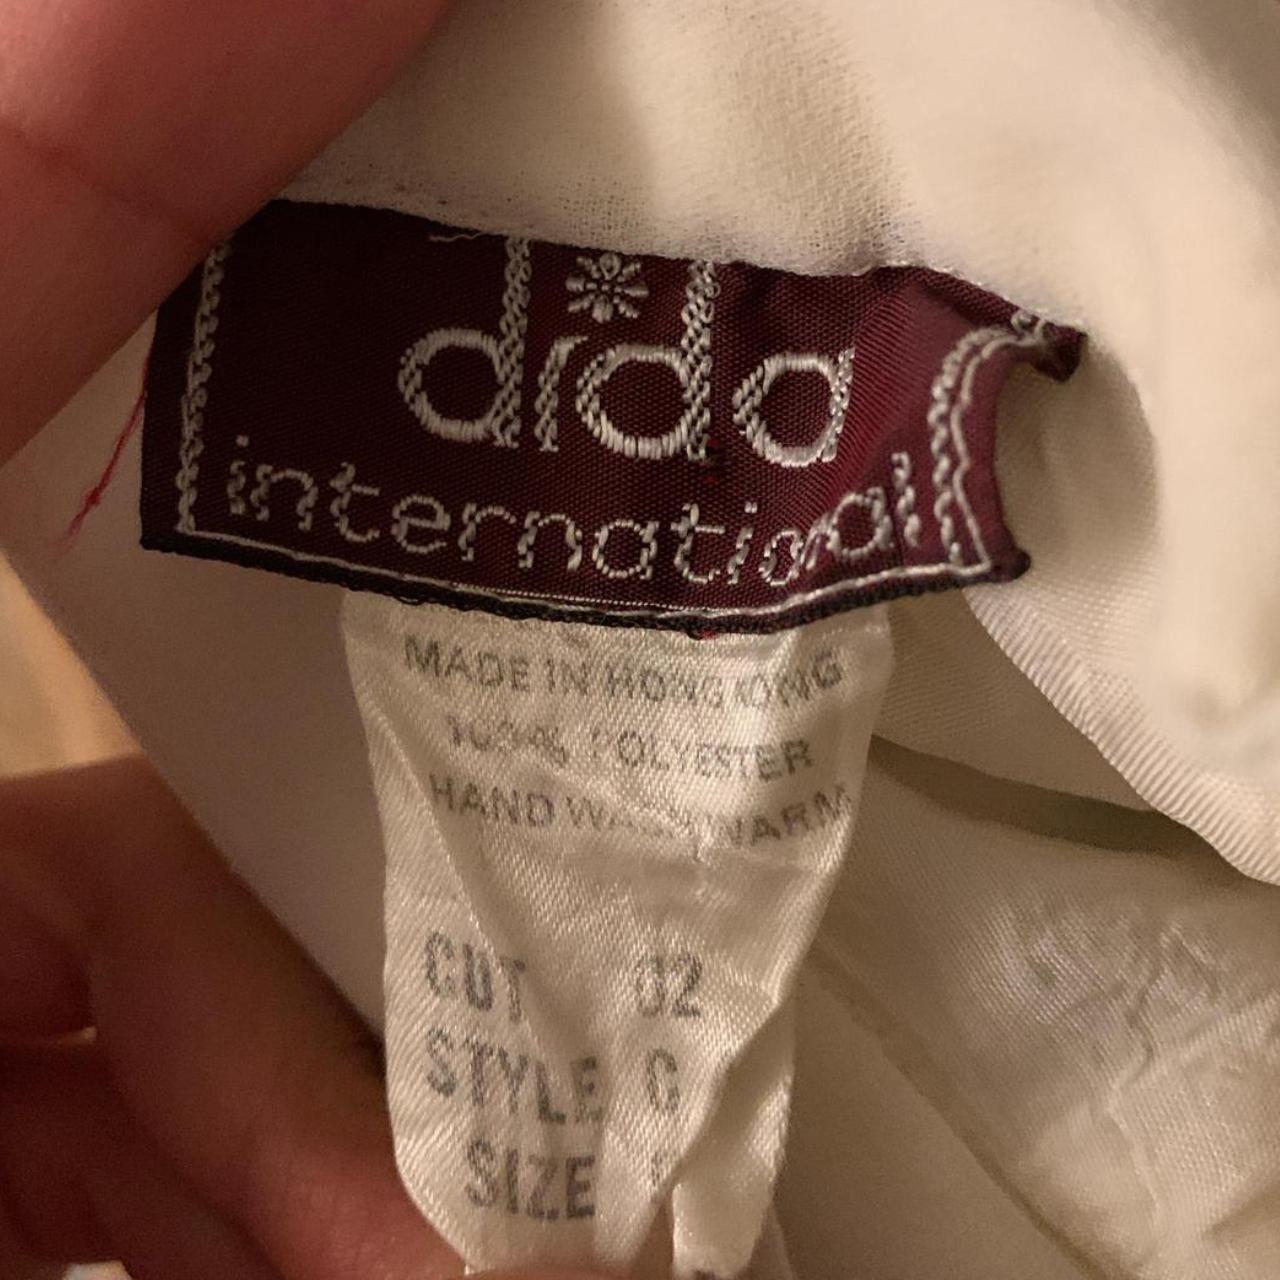 dida
international
MADE IN HONG KONG
100% POLYESTER
HAND WASH WARM
CUT 02
STYLE G
SIZE